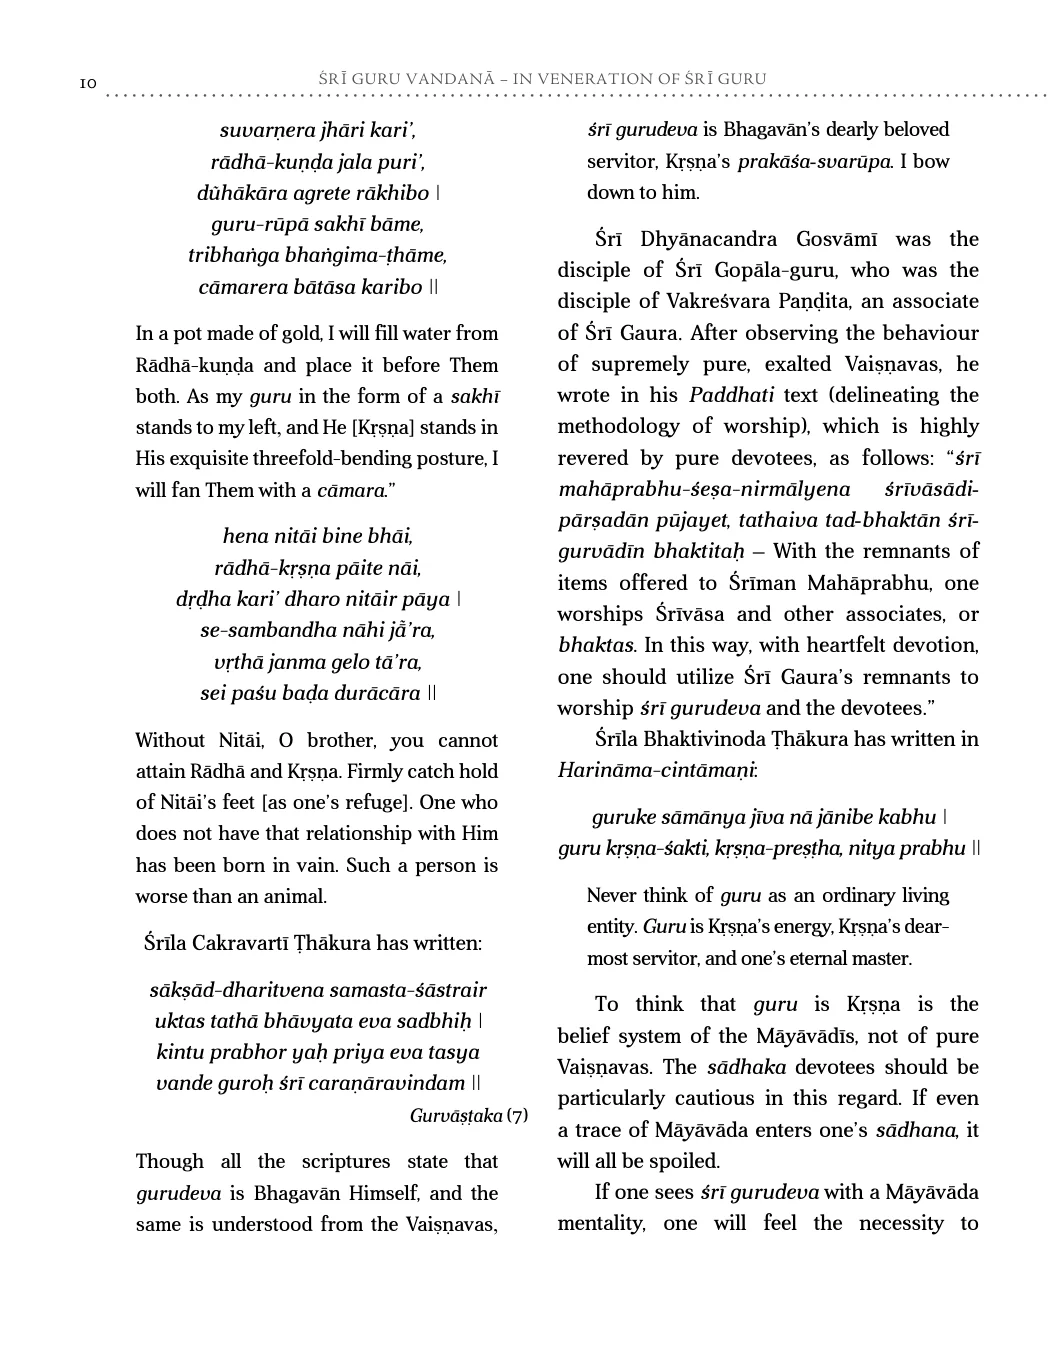 10
ŚRĪ GURU VANDANĀ – IN VENERATION OF ŚRĪ GURU
suvarṇera jhāri kari’,
rādhā-kuṇḍa jala puri’,
dům̐hākāra agrete rākhibo |
guru-rūpā sakhī bāme,
tribhaṅga bhaṅgima-ṭhāme,
cāmarera bātāsa karibo ||
In a pot made of gold, I will fill water from
Rādhā-kuṇḍa and place it before Them
both. As my guru in the form of a sakhī
stands to my left, and He [Kṛṣṇa] stands in
His exquisite threefold-bending posture, I
will fan Them with a cāmara.”
hena nitāi bine bhāi,
rādhā-kṛṣṇa pāite nāi,
dṛḍha kari’ dharo nitāir pāya |
se-sambandha nāhi jā̐’ra,
vṛthā janma gelo tā’ra,
sei paśu baḍa durācāra ||
Without Nitāi, O brother, you cannot
attain Rādhā and Kṛṣṇa. Firmly catch hold
of Nitāi’s feet [as one’s refuge]. One who
does not have that relationship with Him
has been born in vain. Such a person is
worse than an animal.
Śrīla Cakravartī Ṭhākura has written:
sākṣād-dharitvena samasta-śāstrair
uktas tathā bhāvyata eva sadbhiḥ |
kintu prabhor yaḥ priya eva tasya
vande guroḥ śrī caraṇāravindam ||
Gurvāṣṭaka (7)
Though all the scriptures state that
gurudeva is Bhagavān Himself, and the
same is understood from the Vaiṣṇavas,
śrī gurudeva is Bhagavān’s dearly beloved
servitor, Kṛṣṇa’s prakāśa-svarūpa. I bow
down to him.
Śrī Dhyānacandra Gosvāmī was the
disciple of Śrī Gopāla-guru, who was the
disciple of Vakreśvara Paṇḍita, an associate
of Śrī Gaura. After observing the behaviour
of supremely pure, exalted Vaiṣṇavas, he
wrote in his Paddhati text (delineating the
methodology of worship), which is highly
revered by pure devotees, as follows: “śrī
mahāprabhu-śeṣa-nirmālyena śrīvāsādi-
pārṣadān pūjayet, tathaiva tad-bhaktān śrī-
gurvādīn bhaktitaḥ – With the remnants of
items offered to Śrīman Mahāprabhu, one
worships Śrīvāsa and other associates, or
bhaktas. In this way, with heartfelt devotion,
one should utilize Śrī Gaura’s remnants to
worship śrī gurudeva and the devotees.”
Śrīla Bhaktivinoda Ṭhākura has written in
Harināma-cintāmaṇi:
guruke sāmānya jīva nā jānibe kabhu |
guru kṛṣṇa-śakti, kṛṣṇa-preṣṭha, nitya prabhu ||
Never think of guru as an ordinary living
entity. Guru is Kṛṣṇa’s energy, Kṛṣṇa’s dear-
most servitor, and one’s eternal master.
To think that guru is Kṛṣṇa is the
belief system of the Māyāvādīs, not of pure
Vaiṣṇavas. The sādhaka devotees should be
particularly cautious in this regard. If even
a trace of Māyāvāda enters one’s sādhana, it
will all be spoiled.
If one sees śrī gurudeva with a Māyāvāda
mentality, one will feel the necessity to